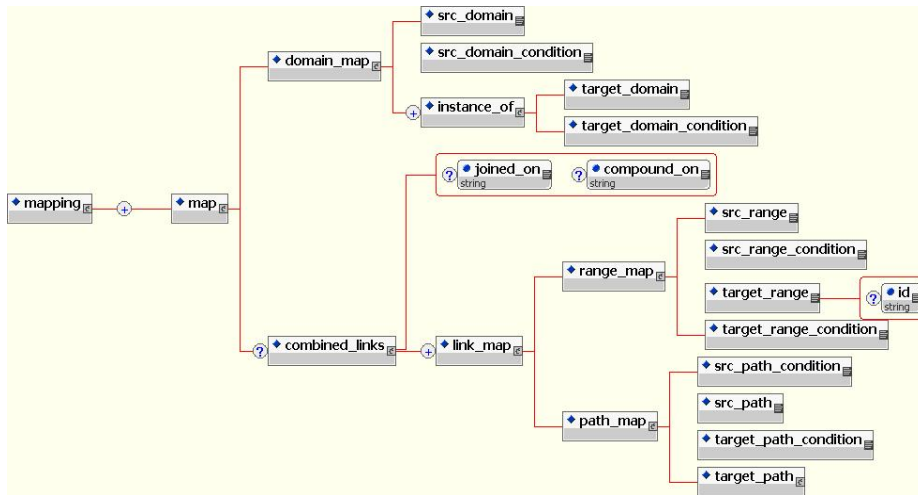 src_domain
src_domain_condition
domain_map
instance_of
target_domain
target_domain_condition
mapping
map
joined_on
string
compound_on
string
combined_links
link_map
range_map
src_range
src_range_condition
target_range
id
string
target_range_condition
path_map
src_path_condition
src_path
target_path_condition
target_path